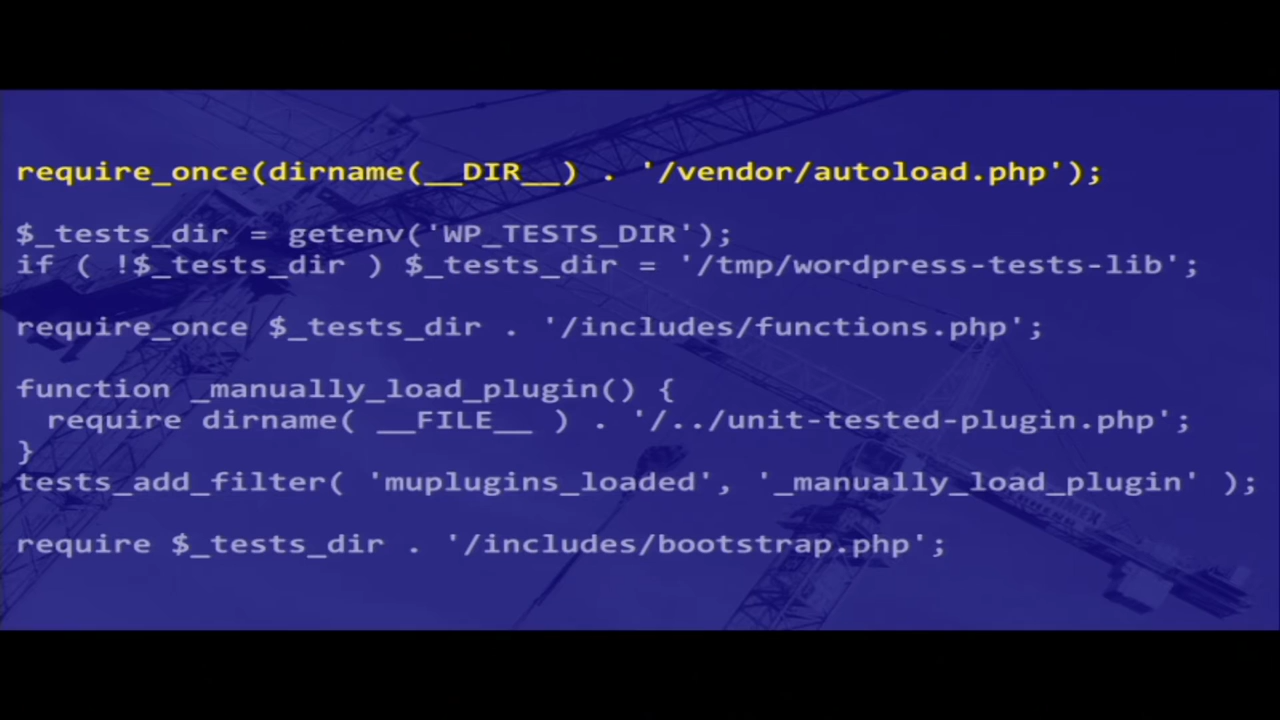 require_once(dirname(__DIR__) . '/vendor/autoload.php');
$_tests_dir = getenv('WP_TESTS_DIR');
if ( !$_tests_dir ) $_tests_dir = '/tmp/wordpress-tests-lib';
require_once $_tests_dir . '/includes/functions.php';
function _manually_load_plugin() {
  require dirname( __FILE__ ) . '/../unit-tested-plugin.php';
}
tests_add_filter( 'muplugins_loaded', '_manually_load_plugin' );
require $_tests_dir . '/includes/bootstrap.php';